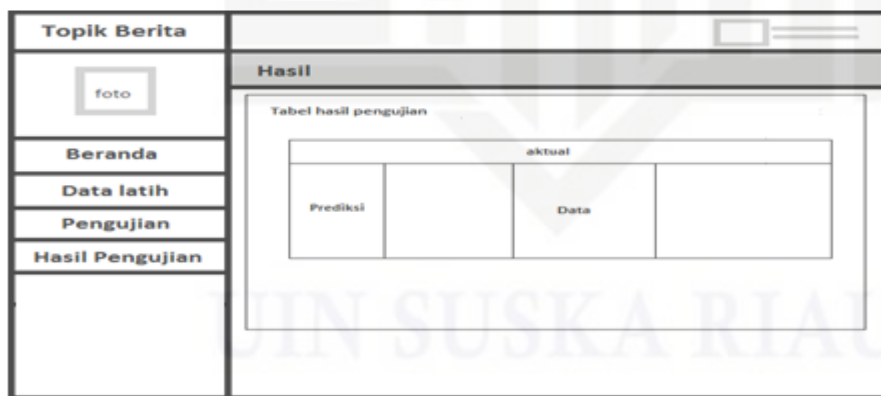 Topik Berita
foto
Beranda
Data latih
Pengujian
Hasil Pengujian
Hasil
Tabel hasil pengujian
aktual
Prediksi
Data
UIN SUSKA RIAU